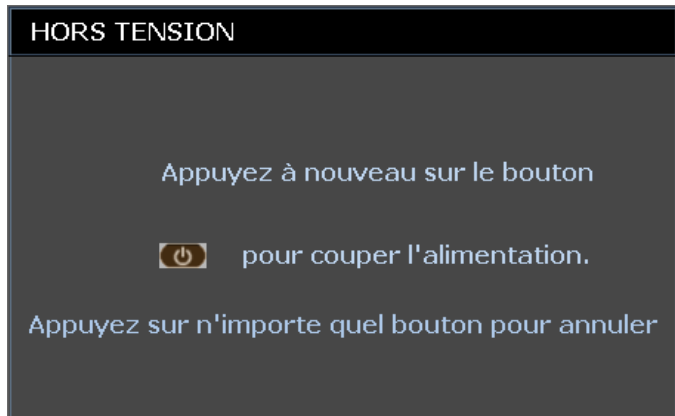 HORS TENSION
Appuyez à nouveau sur le bouton
pour couper l'alimentation.
Appuyez sur n'importe quel bouton pour annuler